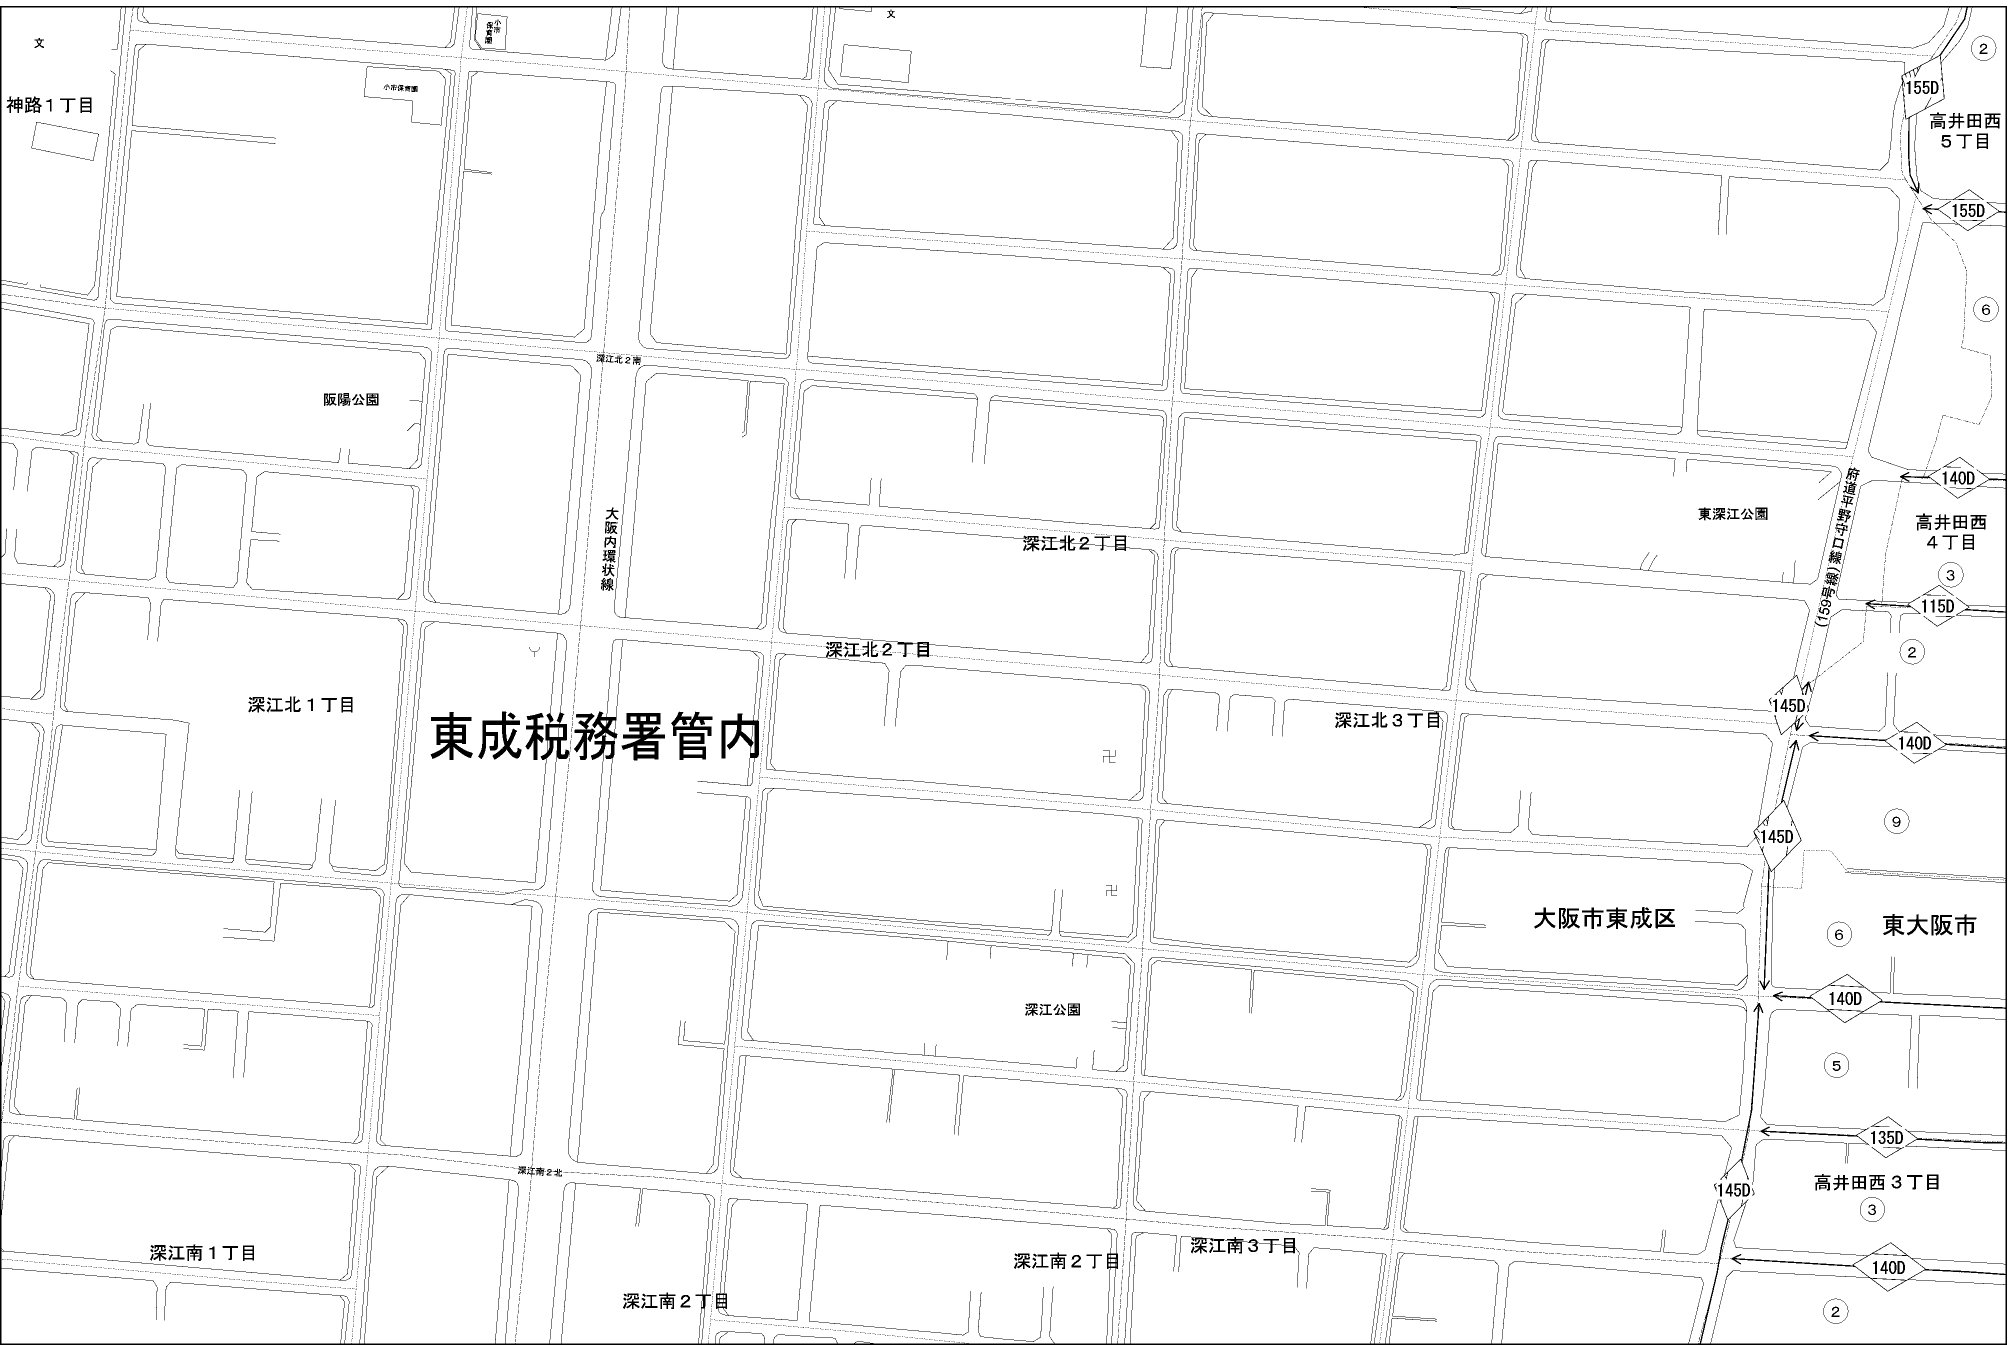 文
小市
保育園
文
小市保育園
神路1丁目
155D
②
高井田西
5丁目
155D
⑥
深江北2南
阪陽公園
大阪内環状線
府道平野守口線
(159号線)
140D
東深江公園
高井田西
4丁目
深江北2丁目
③
115D
深江北2丁目
②
深江北1丁目
145D
深江北3丁目
東成税務署管内
140D
卍
145D
⑨
卍
大阪市東成区
⑥
東大阪市
140D
深江公園
⑤
135D
深江南2北
高井田西3丁目
145D
③
深江南1丁目
深江南2丁目
深江南3丁目
140D
深江南2丁目
②